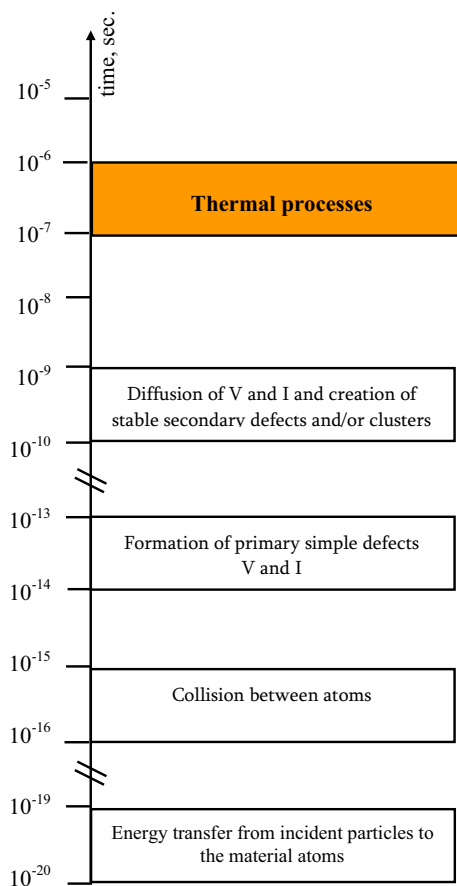 time, sec.
10⁻⁵
10⁻⁶
Thermal processes
10⁻⁷
10⁻⁸
10⁻⁹
Diffusion of V and I and creation of
stable secondary defects and/or clusters
10⁻¹⁰
10⁻¹³
Formation of primary simple defects
V and I
10⁻¹⁴
10⁻¹⁵
Collision between atoms
10⁻¹⁶
10⁻¹⁹
Energy transfer from incident particles to
the material atoms
10⁻²⁰